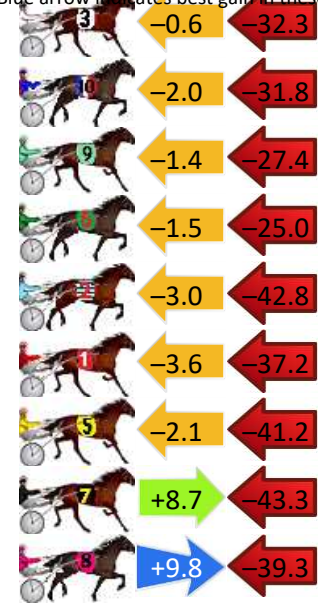 Blue arrow indicates best gain in the
3 –0.6 –32.3
10 –2.0 –31.8
9 –1.4 –27.4
6 –1.5 –25.0
2 –3.0 –42.8
1 –3.6 –37.2
5 –2.1 –41.2
7 +8.7 –43.3
8 +9.8 –39.3